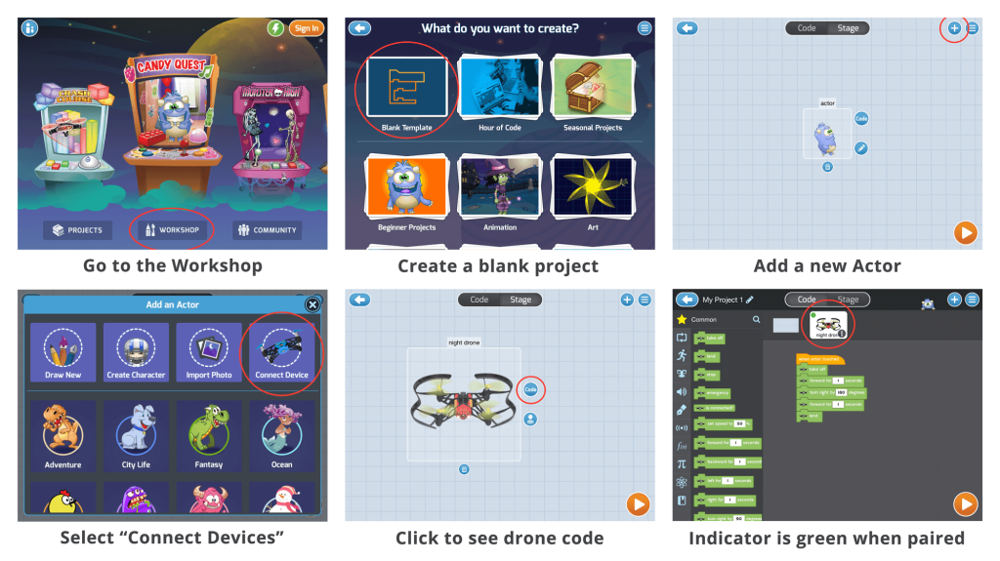 Sign In
CRASH COURSE
CANDY QUEST
MONSTER HIGH
PROJECTS
WORKSHOP
COMMUNITY
Go to the Workshop
What do you want to create?
Blank Template
Hour of Code
Seasonal Projects
Beginner Projects
Animation
Art
Create a blank project
Code
Stage
actor
Code
Add a new Actor
Add an Actor
Draw New
Create Character
Import Photo
Connect Device
Adventure
City Life
Fantasy
Ocean
Select “Connect Devices”
Code
Stage
night drone
Code
Click to see drone code
My Project 1
Code
Stage
Common
night dron
take off
land
stop
emergency
is connected?
set speed to 50 %
forward for 1 seconds
backward for 1 second
left for 1 seconds
right for 1 seconds
turn right by 90 degrees
f(x)
π
when actor touched
take off
forward for 1 seconds
turn right by 180 degrees
forward for 1 seconds
land
Indicator is green when paired